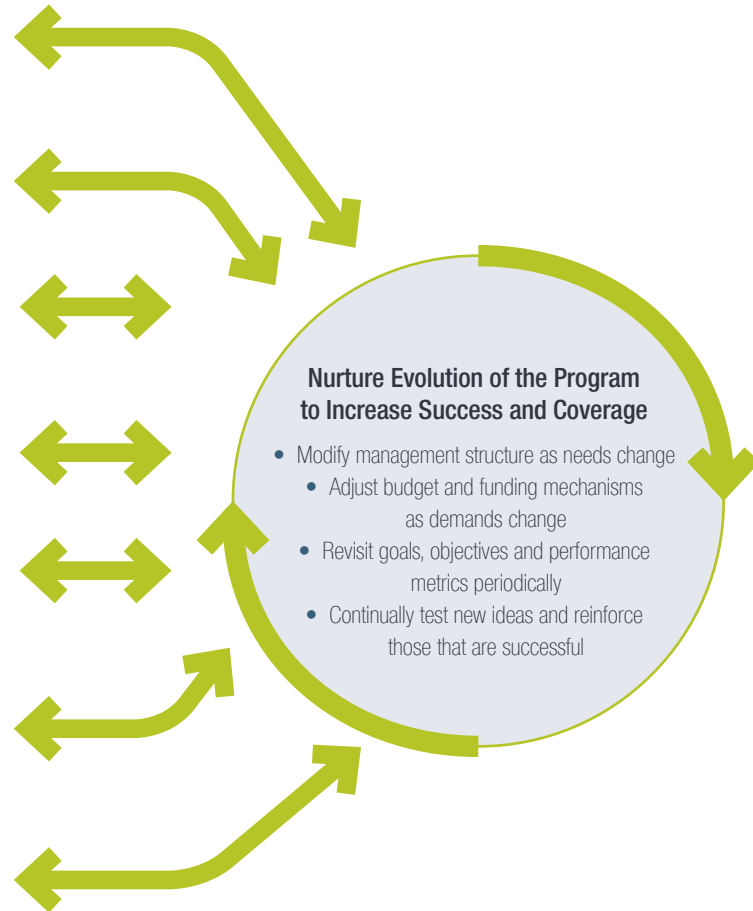 Nurture Evolution of the Program
to Increase Success and Coverage
• Modify management structure as needs change
• Adjust budget and funding mechanisms
as demands change
• Revisit goals, objectives and performance
metrics periodically
• Continually test new ideas and reinforce
those that are successful